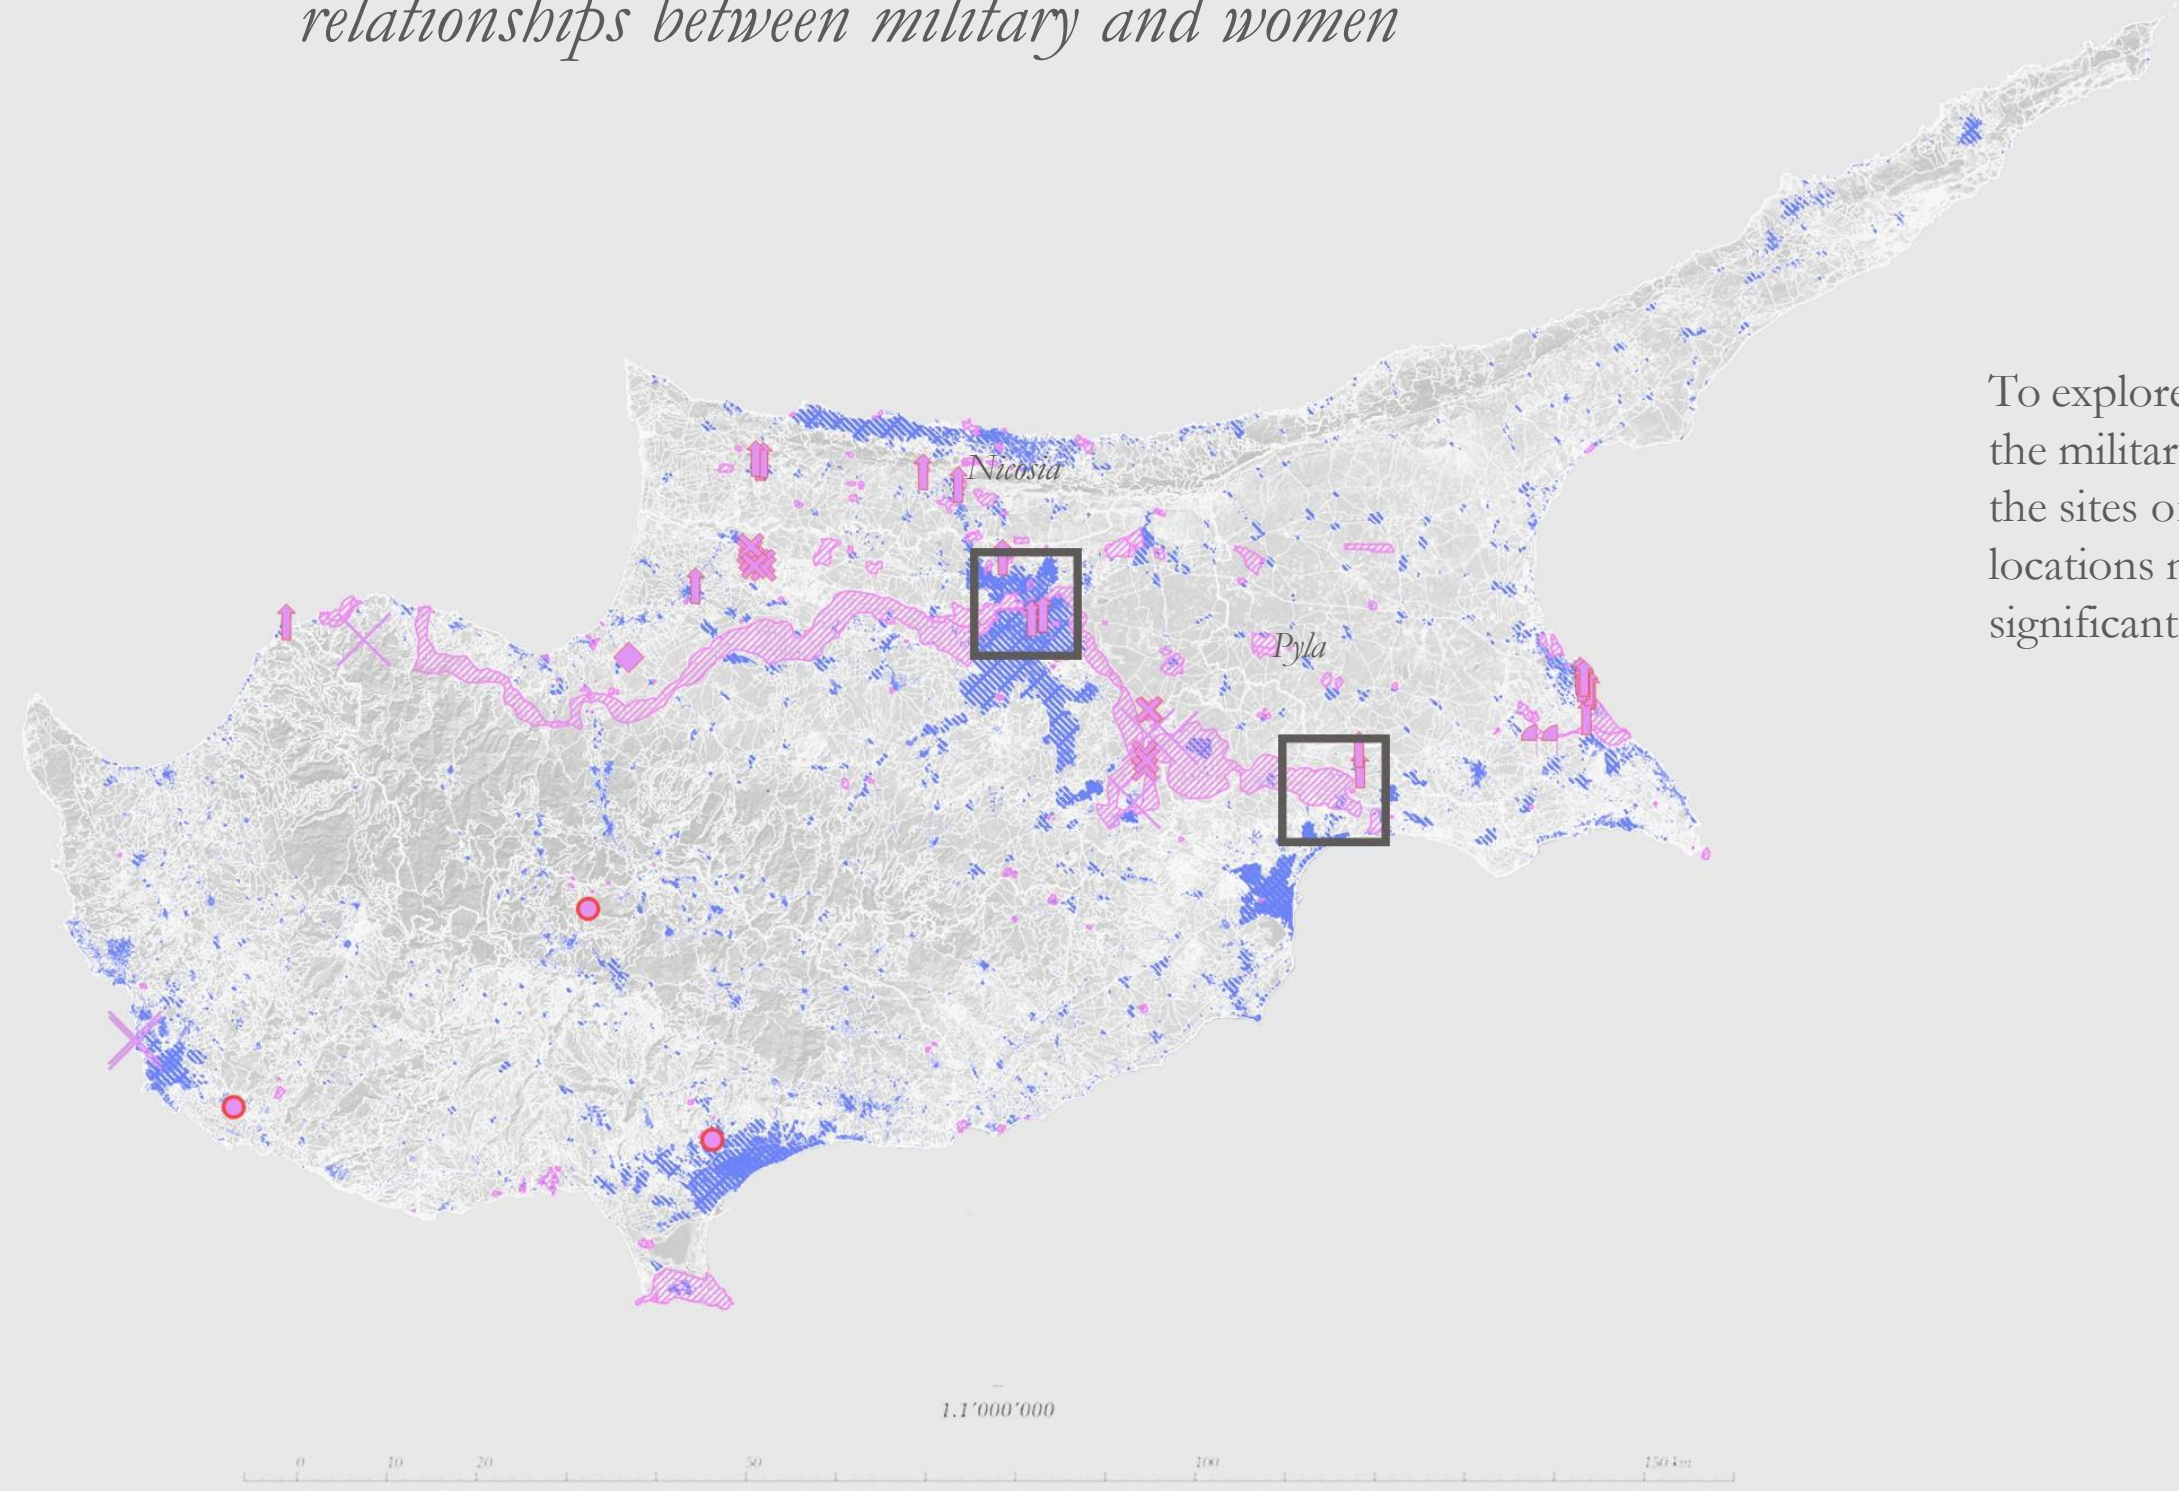 relationships between military and women
To explore
the militar
the sites o
locations
significant
Nicosia
Pyla
1.1'000'000
0 10 20 50 100 150 km